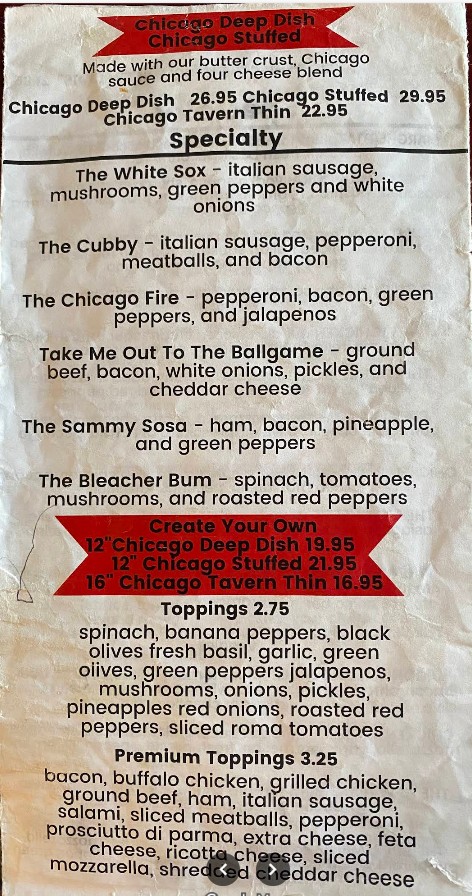 Chicago Deep Dish
Chicago Stuffed
Made with our butter crust, Chicago
sauce and four cheese blend
Chicago Deep Dish 26.95 Chicago Stuffed 29.95
Chicago Tavern Thin 22.95
Specialty
The White Sox - italian sausage,
mushrooms, green peppers and white
onions
The Cubby - italian sausage, pepperoni,
meatballs, and bacon
The Chicago Fire - pepperoni, bacon, green
peppers, and jalapenos
Take Me Out To The Ballgame - ground
beef, bacon, white onions, pickles, and
cheddar cheese
The Sammy Sosa - ham, bacon, pineapple,
and green peppers
The Bleacher Bum - spinach, tomatoes,
mushrooms, and roasted red peppers
Create Your Own
12"Chicago Deep Dish 19.95
12" Chicago Stuffed 21.95
16" Chicago Tavern Thin 16.95
Toppings 2.75
spinach, banana peppers, black
olives fresh basil, garlic, green
olives, green peppers jalapenos,
mushrooms, onions, pickles,
pineapples red onions, roasted red
peppers, sliced roma tomatoes
Premium Toppings 3.25
bacon, buffalo chicken, grilled chicken,
ground beef, ham, italian sausage,
salami, sliced meatballs, pepperoni,
prosciutto di parma, extra cheese, feta
cheese, ricotta cheese, sliced
mozzarella, shredded cheddar cheese